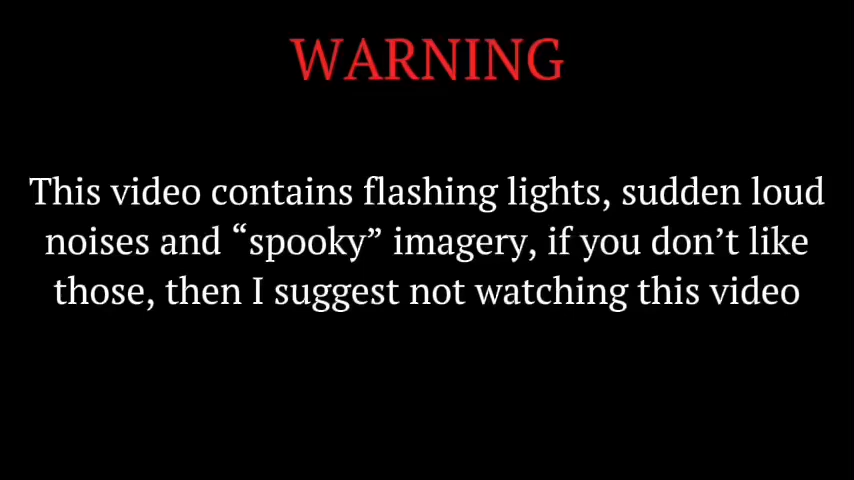 WARNING
This video contains flashing lights, sudden loud
noises and “spooky” imagery, if you don’t like
those, then I suggest not watching this video